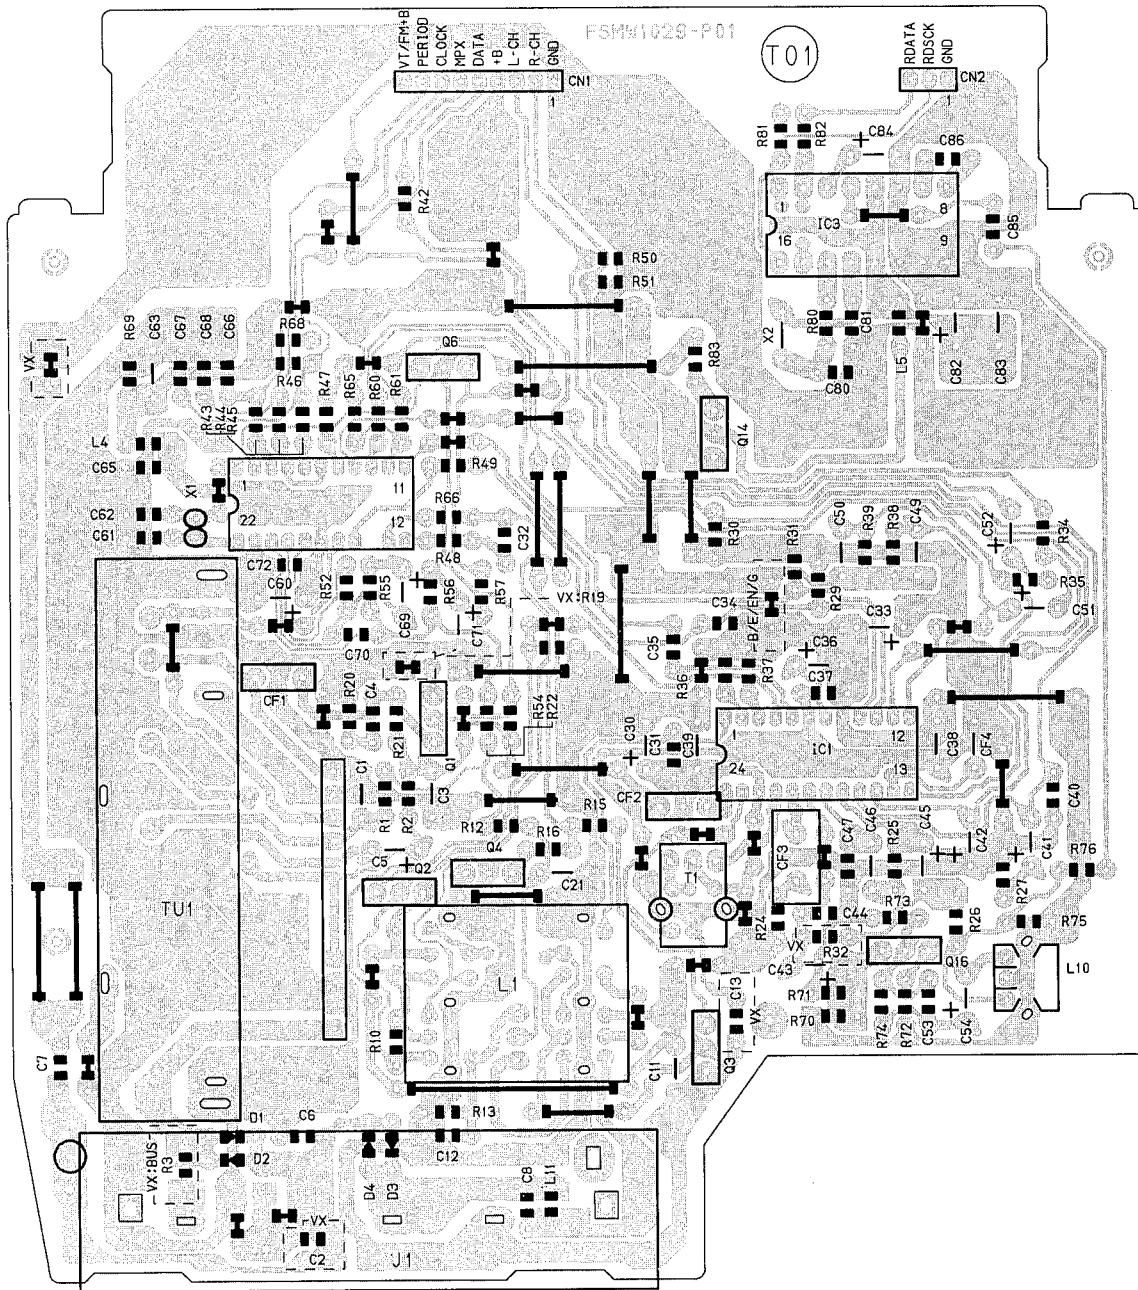 FSMW1029-P01
T01
VT/FM+B
PERIOD
CLOCK
MPX
DATA
+B
L-CH
R-CH
GND
CN1
1
RDATA
RDSCK
GND
CN2
1
R81
R82
C84
C86
R42
1
8
IC3
16
9
C85
R50
R51
R69
C63
C67
C68
C66
R68
R46
R47
R65
R60
R61
Q6
R83
X2
R80
C81
L5
C82
C83
C80
VX
R43
R44
R45
L4
C65
X1
1
11
22
12
R49
Q14
C62
C61
R66
R48
C32
R30
R31
C50
R39
R38
C49
C52
R34
C72
C60
R52
R55
C69
R56
C71
R57
VX:R19
C34
-B/E/EN/G
R29
C33
R35
C51
C70
C35
C36
R36
R37
C37
CF1
R20
C4
R21
Q1
R54
R22
C30
C31
C39
1
12
IC1
24
13
C38
CF4
C1
R1
R2
C3
R12
R15
R16
CF2
C40
C5
Q2
Q4
C21
T1
CF3
C47
C46
R25
C45
C42
C41
R76
R27
TU1
R24
C44
R73
R26
R75
VX
R32
Q16
L10
L1
C43
C13
VX
R71
R70
R74
R72
C53
C54
R10
C11
Q3
C7
R13
D1
C6
C12
D2
VX:BUS
R3
D4
D3
C8
L11
VX
C2
J1